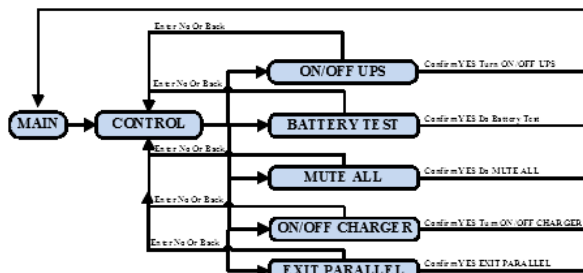 Enter No Or Back
ON/OFF UPS
Confirm YES Turn ON/OFF UPS
Enter No Or Back
MAIN
CONTROL
BATTERY TEST
Confirm YES Do Battery Test
Enter No Or Back
MUTE ALL
Confirm YES Do MUTE ALL
Enter No Or Back
ON/OFF CHARGER
Confirm YES Turn ON/OFF CHARGER
Enter No Or Back
EXIT PARALLEL
Confirm YES EXIT PARALLEL